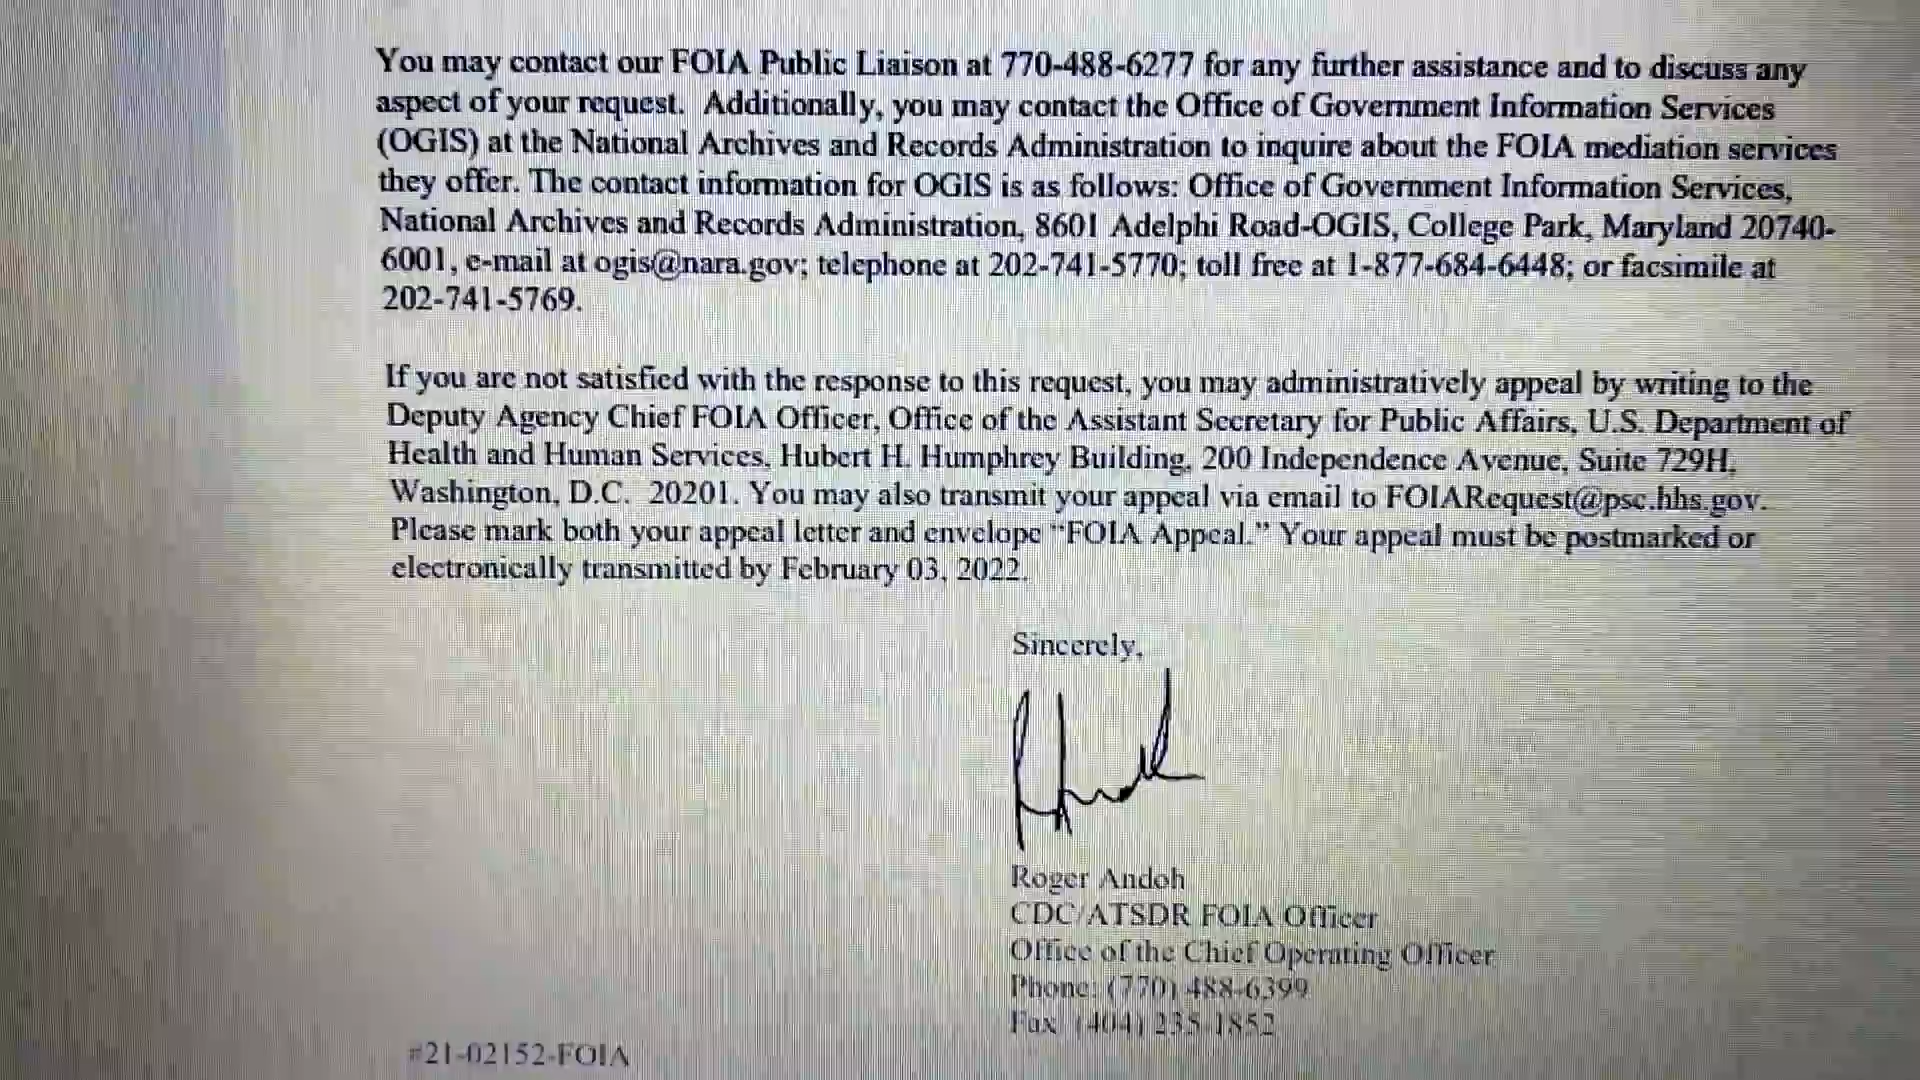 You may contact our FOIA Public Liaison at 770-488-6277 for any further assistance and to discuss any
aspect of your request.  Additionally, you may contact the Office of Government Information Services
(OGIS) at the National Archives and Records Administration to inquire about the FOIA mediation services
they offer. The contact information for OGIS is as follows: Office of Government Information Services,
National Archives and Records Administration, 8601 Adelphi Road-OGIS, College Park, Maryland 20740-
6001, e-mail at ogis@nara.gov; telephone at 202-741-5770; toll free at 1-877-684-6448; or facsimile at
202-741-5769.
If you are not satisfied with the response to this request, you may administratively appeal by writing to the
Deputy Agency Chief FOIA Officer, Office of the Assistant Secretary for Public Affairs, U.S. Department of
Health and Human Services, Hubert H. Humphrey Building, 200 Independence Avenue, Suite 729H,
Washington, D.C.  20201. You may also transmit your appeal via email to FOIARequest@psc.hhs.gov.
Please mark both your appeal letter and envelope “FOIA Appeal.” Your appeal must be postmarked or
electronically transmitted by February 03, 2022.
Sincerely,
Roger Andoh
CDC/ATSDR FOIA Officer
Office of the Chief Operating Officer
Phone: (770) 488-6399
Fax: (404) 235-1852
#21-02152-FOIA